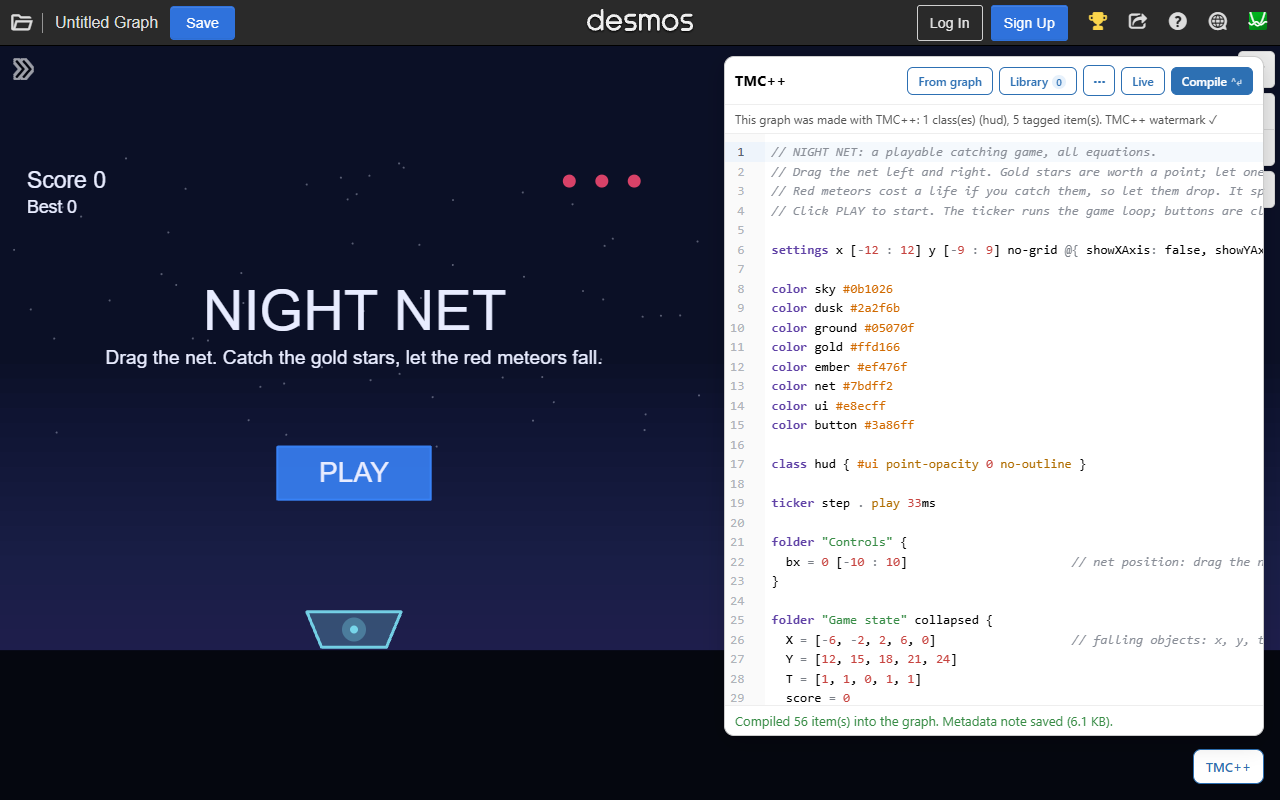 Untitled Graph
Save
desmos
Log In
Sign Up
TMC++
From graph
Library 0
...
Live
Compile ^↲
This graph was made with TMC++: 1 class(es) (hud), 5 tagged item(s). TMC++ watermark ✓
Score 0
Best 0
NIGHT NET
Drag the net. Catch the gold stars, let the red meteors fall.
PLAY
1 // NIGHT NET: a playable catching game, all equations.
2 // Drag the net left and right. Gold stars are worth a point; let one
3 // Red meteors cost a life if you catch them, so let them drop. It sp
4 // Click PLAY to start. The ticker runs the game loop; buttons are cl
5
6 settings x [-12 : 12] y [-9 : 9] no-grid @{ showXAxis: false, showYAx
7
8 color sky #0b1026
9 color dusk #2a2f6b
10 color ground #05070f
11 color gold #ffd166
12 color ember #ef476f
13 color net #7bdff2
14 color ui #e8ecff
15 color button #3a86ff
16
17 class hud { #ui point-opacity 0 no-outline }
18
19 ticker step . play 33ms
20
21 folder "Controls" {
22 bx = 0 [-10 : 10] // net position: drag the n
23 }
24
25 folder "Game state" collapsed {
26 X = [-6, -2, 2, 6, 0] // falling objects: x, y, t
27 Y = [12, 15, 18, 21, 24]
28 T = [1, 1, 0, 1, 1]
29 score = 0
Compiled 56 item(s) into the graph. Metadata note saved (6.1 KB).
TMC++